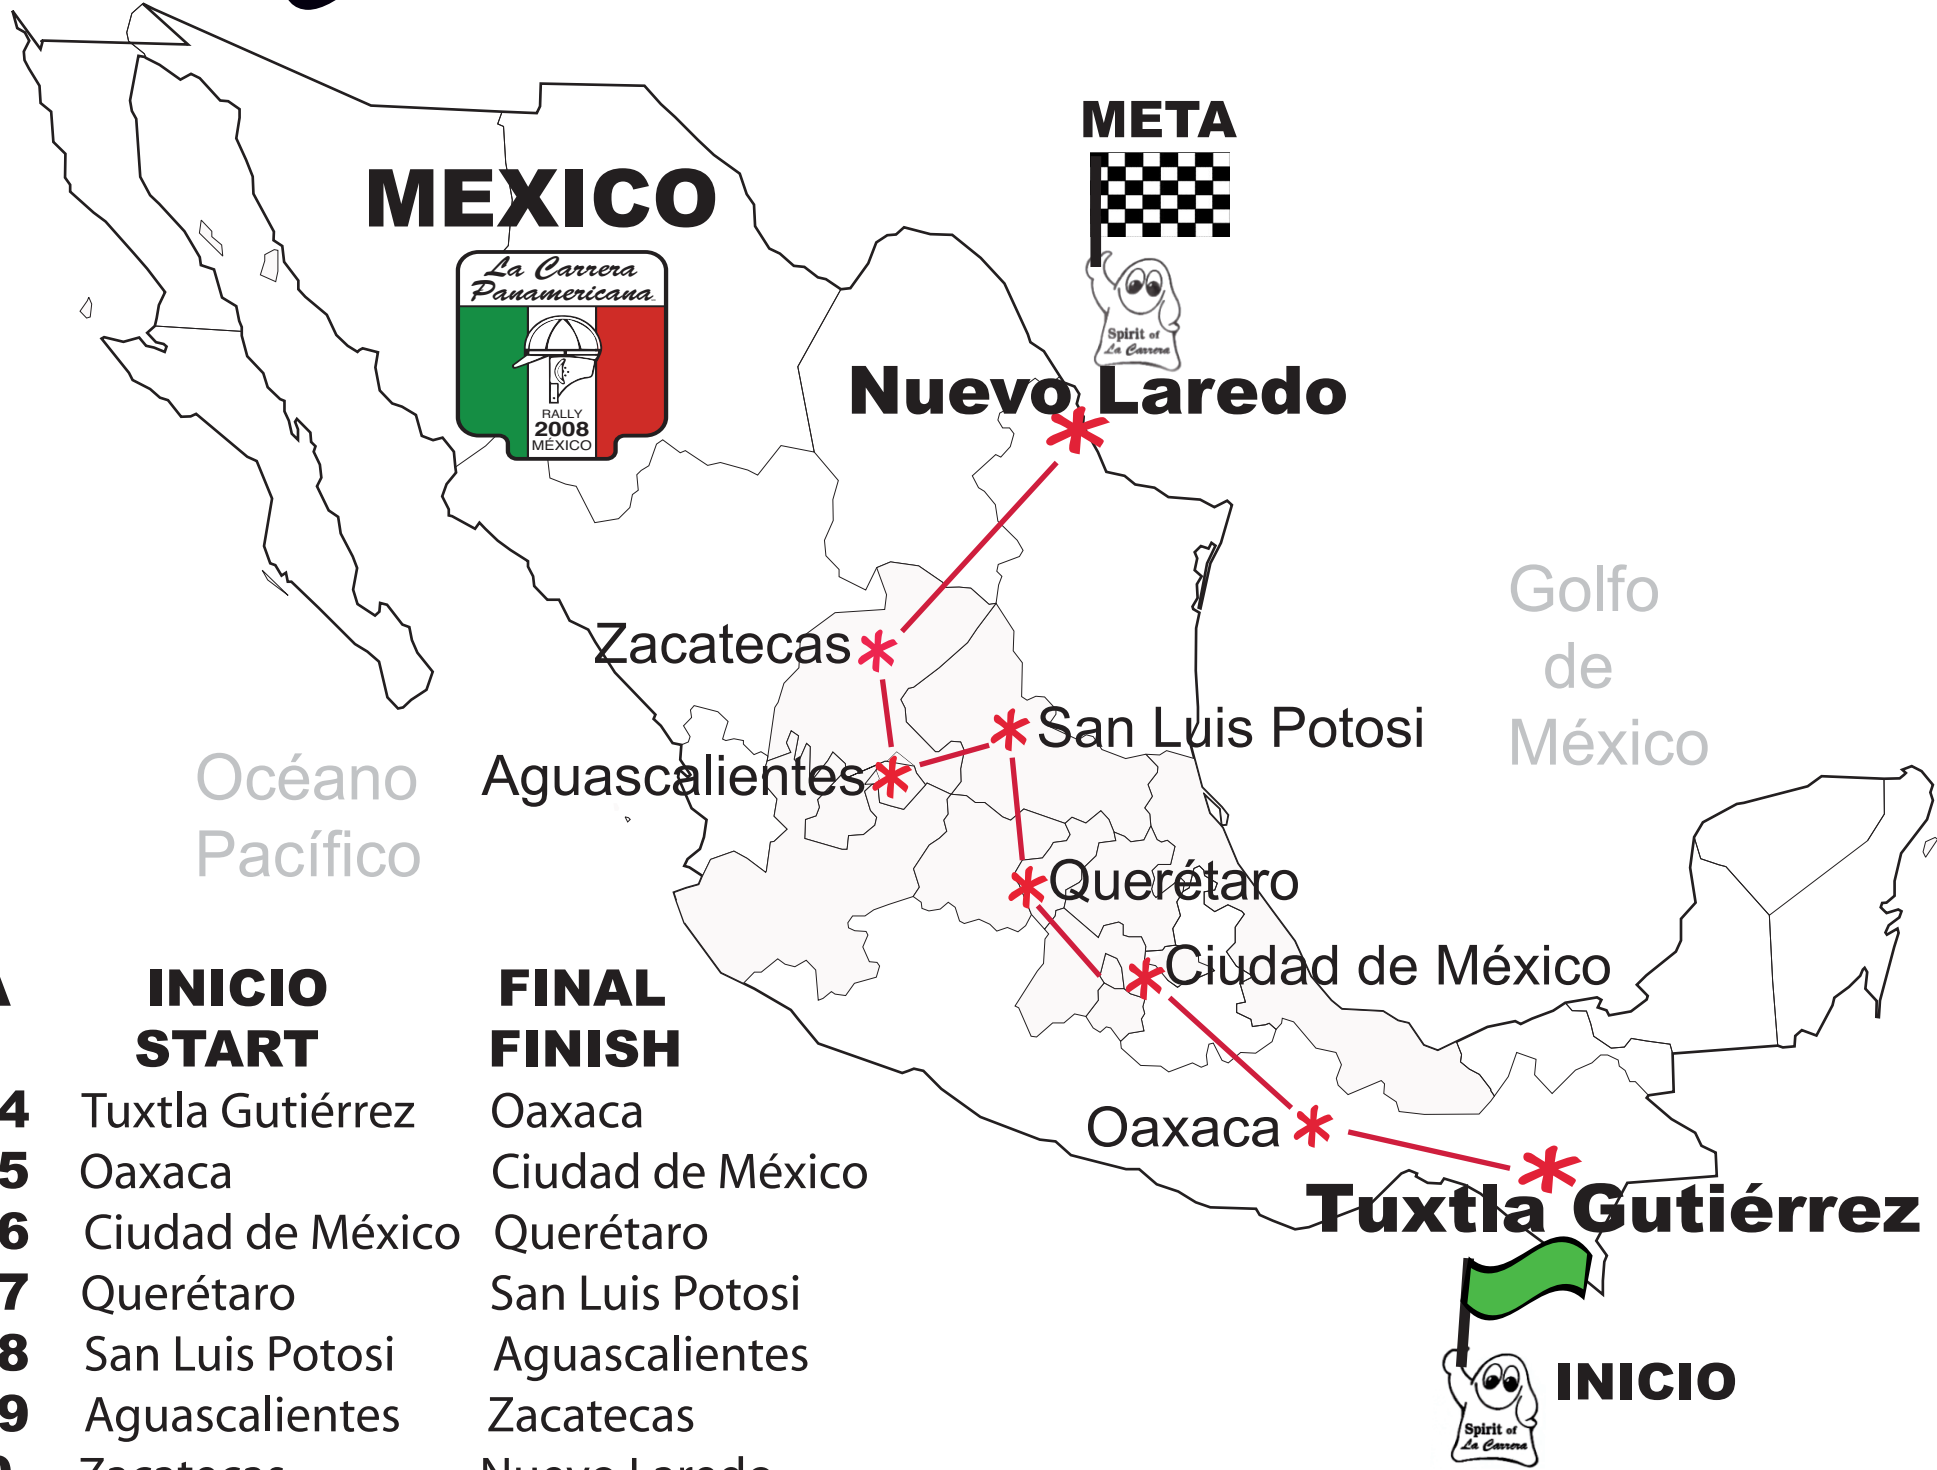 META
MEXICO
La Carrera
Panamericana
RALLY
2008
MÉXICO
Spirit of
La Carrera
Nuevo Laredo
Golfo
de
México
Zacatecas
San Luis Potosi
Aguascalientes
Océano
Pacífico
Querétaro
Ciudad de México
Oaxaca
Tuxtla Gutiérrez
INICIO
Spirit of
La Carrera
A INICIO FINAL
START FINISH
4 Tuxtla Gutiérrez Oaxaca
5 Oaxaca Ciudad de México
6 Ciudad de México Querétaro
7 Querétaro San Luis Potosi
8 San Luis Potosi Aguascalientes
9 Aguascalientes Zacatecas
Zacatecas Nuevo Laredo